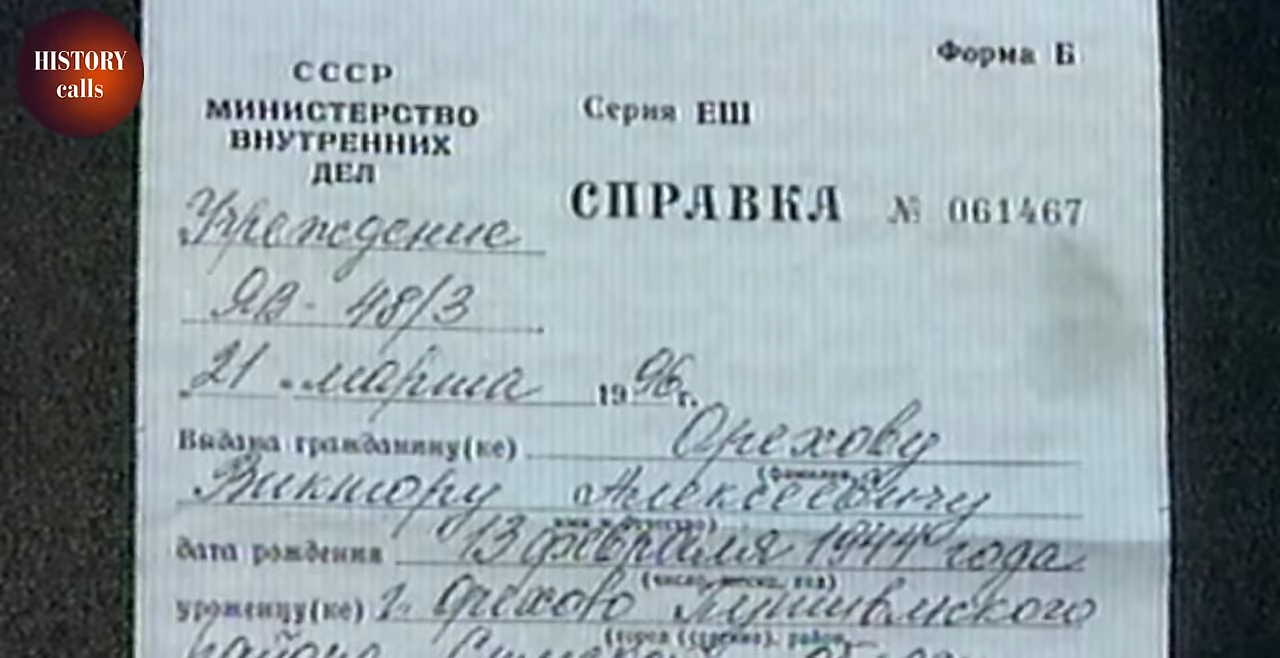 HISTORY
calls
Форма Б
СССР
МИНИСТЕРСТВО
ВНУТРЕННИХ
ДЕЛ
Серия ЕШ
СПРАВКА № 061467
Учреждение
ЯВ-48/3
21 марта 1996 г.
Выдана гражданину(ке) Орехову
(фамилия,
Виктору Алексеевичу
имя и отчество)
дата рождения 13 февраля 1944 года
(число, месяц, год)
уроженцу(ке) г. Орехово Путивльского
(город (селение), район,
района Сумской